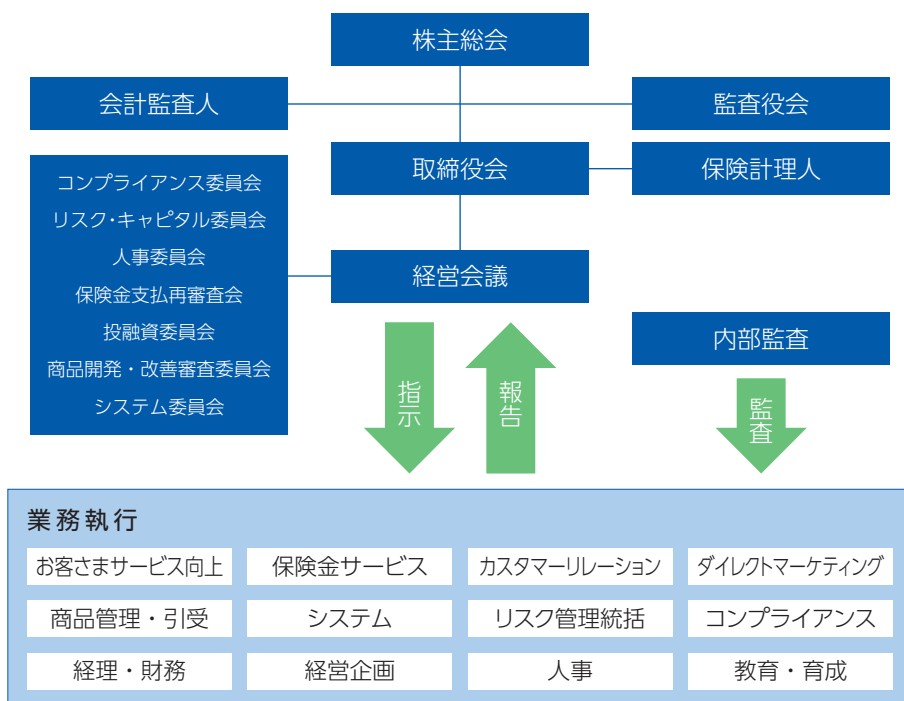 株主総会
会計監査人
監査役会
取締役会
保険計理人
コンプライアンス委員会
リスク・キャピタル委員会
人事委員会
保険金支払再審査会
投融資委員会
商品開発・改善審査委員会
システム委員会
経営会議
内部監査
指示
報告
監査
業務執行
お客さまサービス向上
保険金サービス
カスタマーリレーション
ダイレクトマーケティング
商品管理・引受
システム
リスク管理統括
コンプライアンス
経理・財務
経営企画
人事
教育・育成